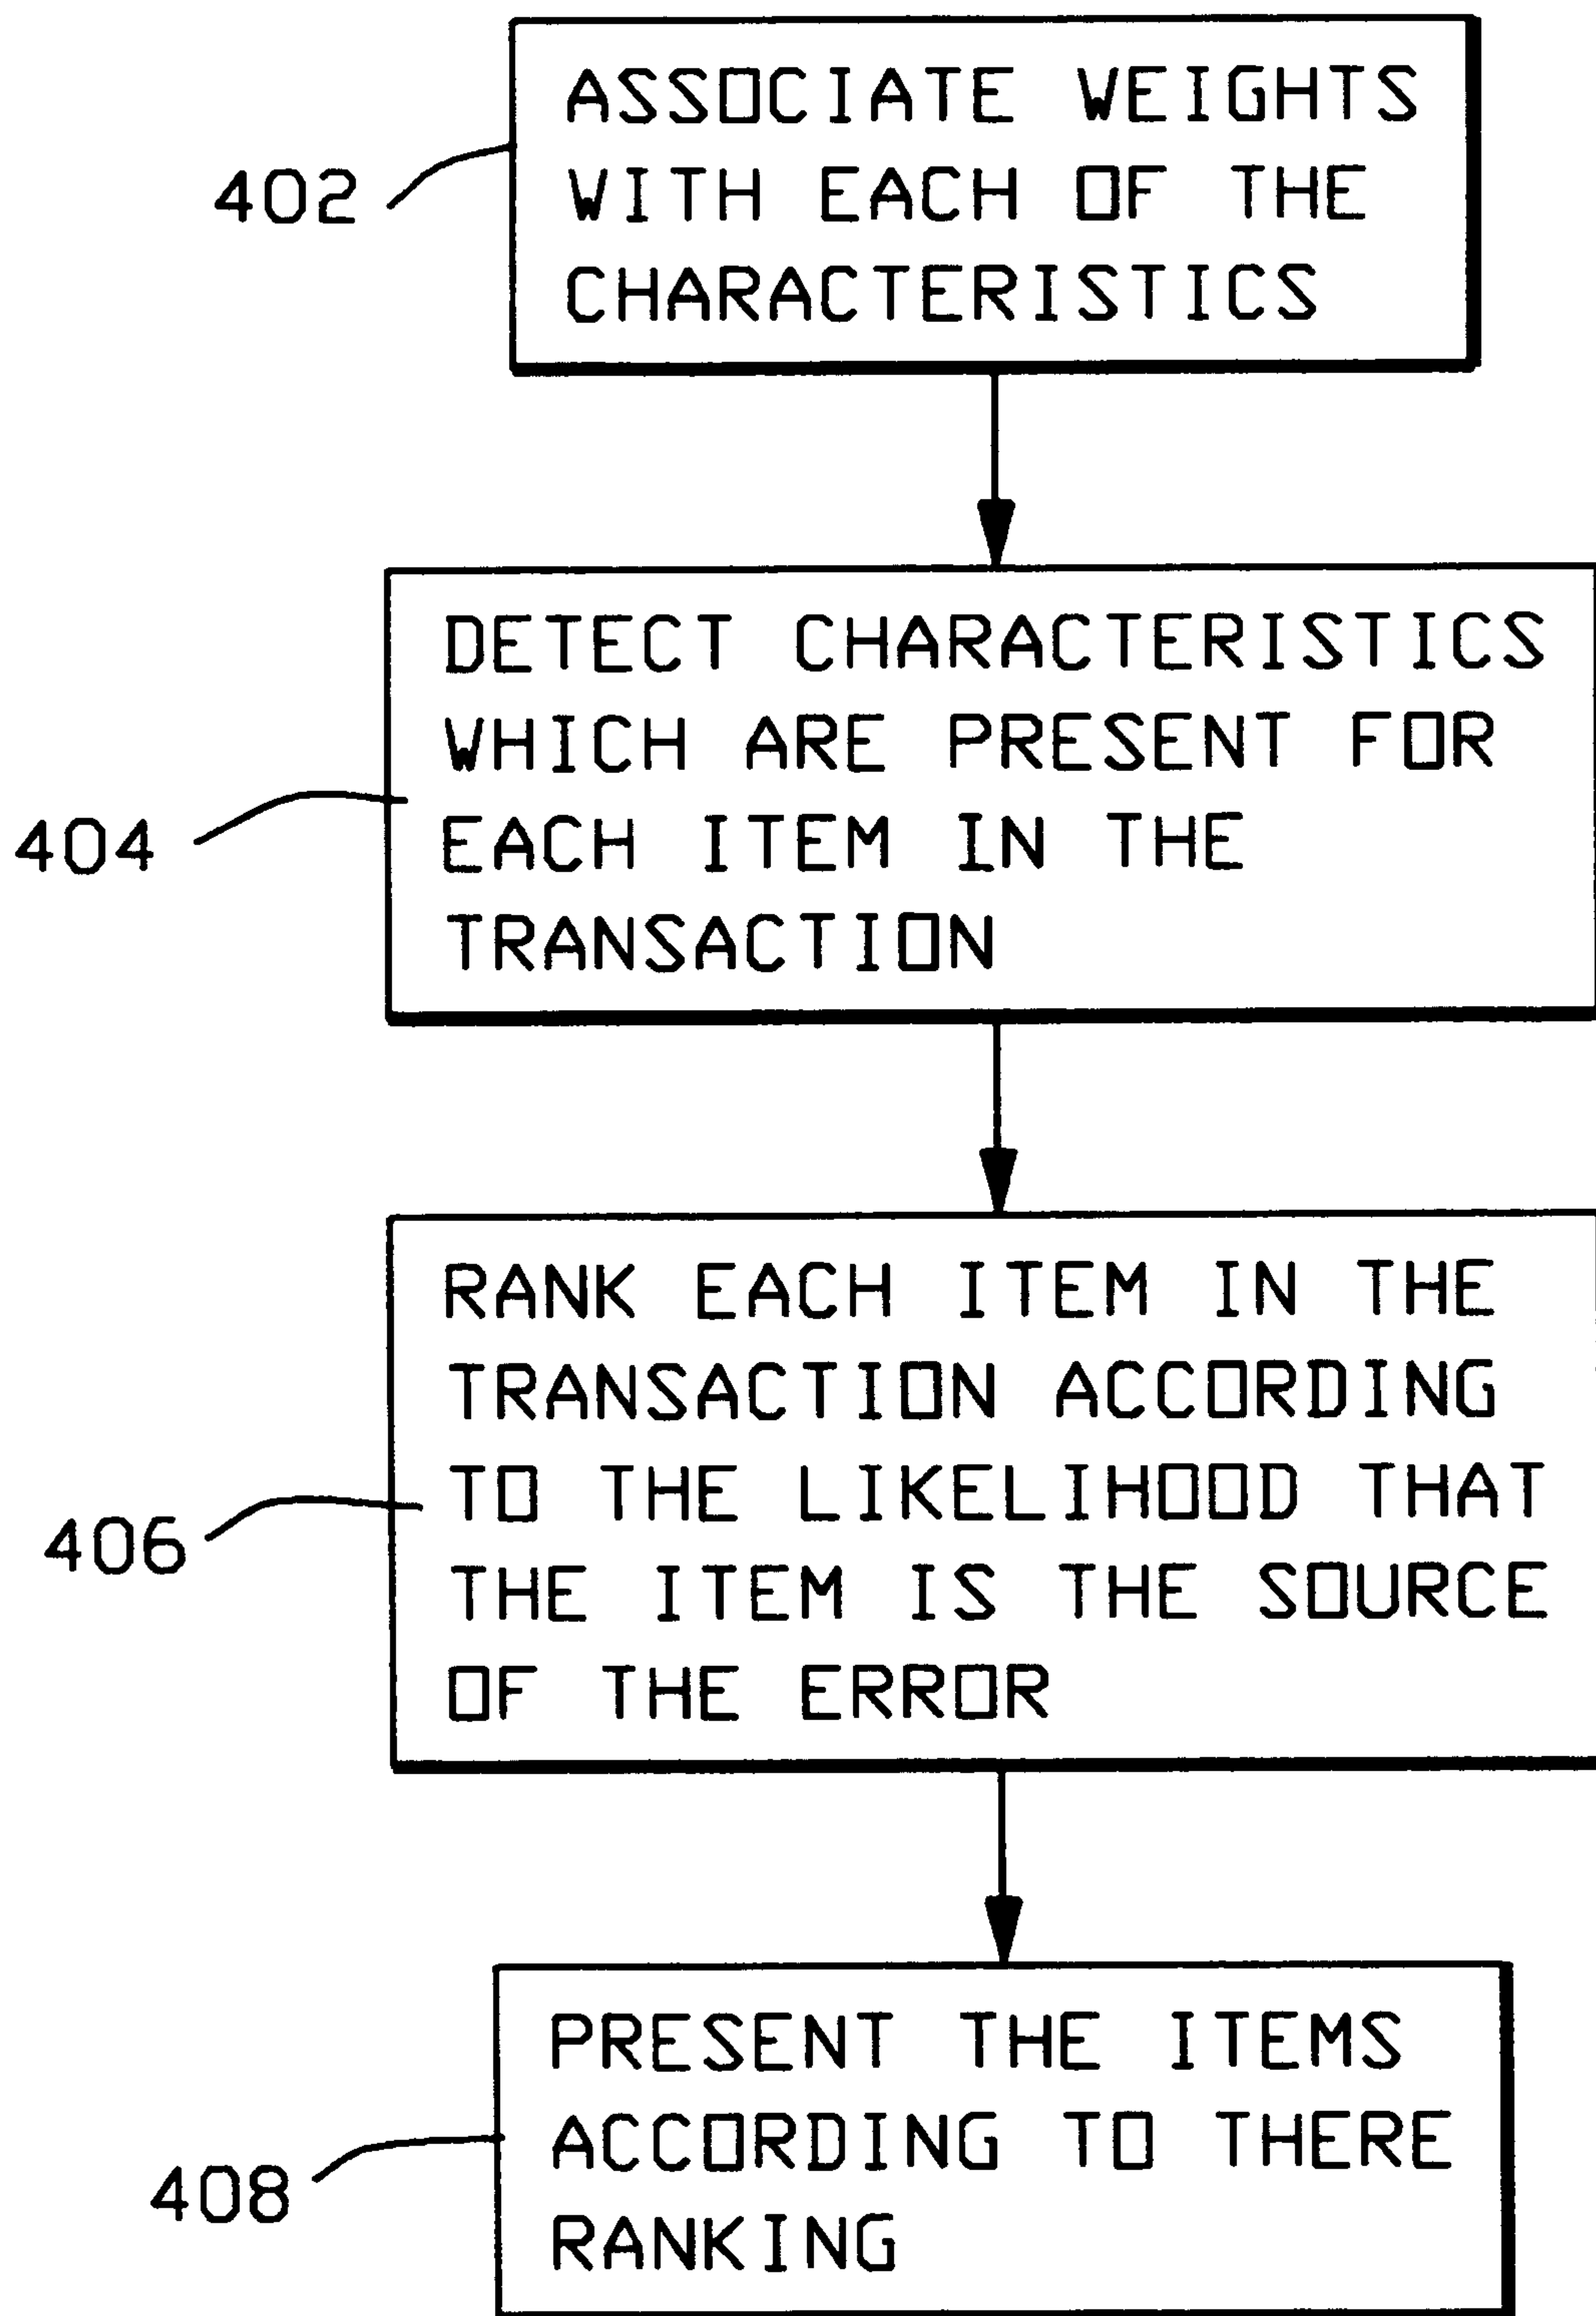 ASSOCIATE WEIGHTS
WITH EACH OF THE
CHARACTERISTICS
402
DETECT CHARACTERISTICS
WHICH ARE PRESENT FOR
EACH ITEM IN THE
TRANSACTION
404
RANK EACH ITEM IN THE
TRANSACTION ACCORDING
TO THE LIKELIHOOD THAT
THE ITEM IS THE SOURCE
OF THE ERROR
406
PRESENT THE ITEMS
ACCORDING TO THERE
RANKING
408